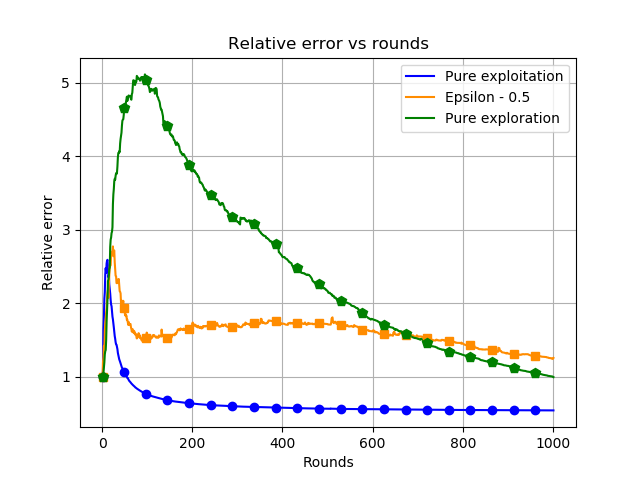 Relative error vs rounds
Pure exploitation
Epsilon - 0.5
Pure exploration
5
4
3
2
1
Relative error
0 200 400 600 800 1000
Rounds